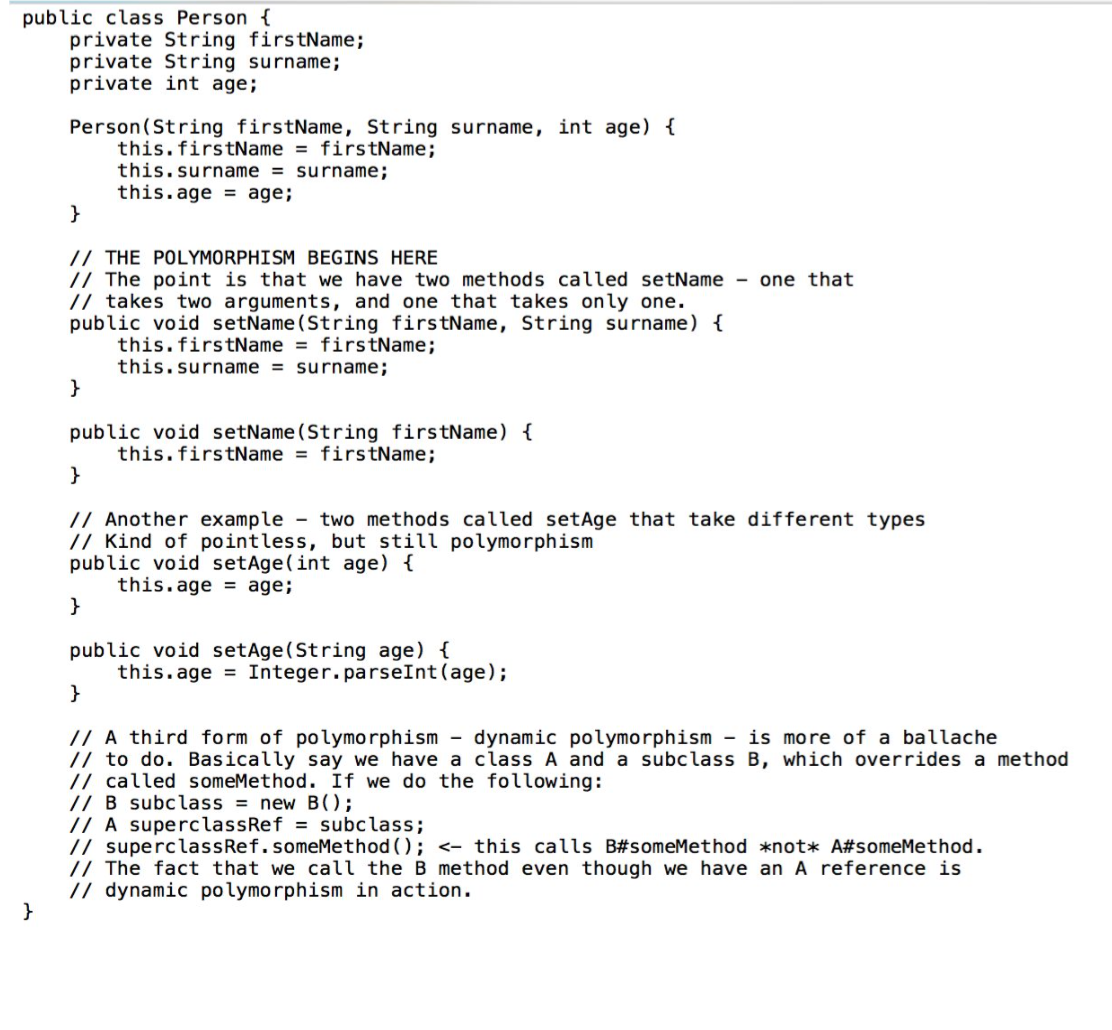 public class Person {
    private String firstName;
    private String surname;
    private int age;

    Person(String firstName, String surname, int age) {
        this.firstName = firstName;
        this.surname = surname;
        this.age = age;
    }

    // THE POLYMORPHISM BEGINS HERE
    // The point is that we have two methods called setName – one that
    // takes two arguments, and one that takes only one.
    public void setName(String firstName, String surname) {
        this.firstName = firstName;
        this.surname = surname;
    }

    public void setName(String firstName) {
        this.firstName = firstName;
    }

    // Another example – two methods called setAge that take different types
    // Kind of pointless, but still polymorphism
    public void setAge(int age) {
        this.age = age;
    }

    public void setAge(String age) {
        this.age = Integer.parseInt(age);
    }

    // A third form of polymorphism – dynamic polymorphism – is more of a ballache
    // to do. Basically say we have a class A and a subclass B, which overrides a method
    // called someMethod. If we do the following:
    // B subclass = new B();
    // A superclassRef = subclass;
    // superclassRef.someMethod(); <– this calls B#someMethod *not* A#someMethod.
    // The fact that we call the B method even though we have an A reference is
    // dynamic polymorphism in action.
}